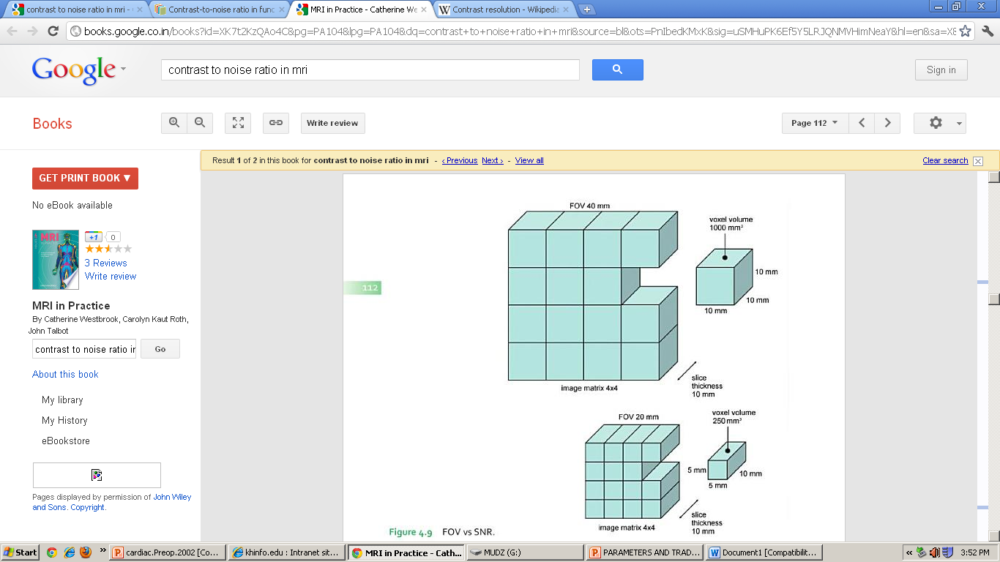 contrast to noise ratio in mri -
Contrast-to-noise ratio in func
MRI in Practice - Catherine We
Contrast resolution - Wikipedia
books.google.co.in/books?id=XK7t2KzQAo4C&pg=PA104&lpg=PA104&dq=contrast+to+noise+ratio+in+mri&source=bl&ots=PnIbedKMxK&sig=uSMHuPK6Ef5Y5LRJQNMVHimNeaY&hl=en&sa=X&
Google
contrast to noise ratio in mri
Sign in
Books
Write review
Page 112
Result 1 of 2 in this book for contrast to noise ratio in mri - ‹ Previous Next › - View all
Clear search
GET PRINT BOOK ▼
No eBook available
MRI
+1 0
3 Reviews
Write review
MRI in Practice
By Catherine Westbrook, Carolyn Kaut Roth,
John Talbot
contrast to noise ratio in
Go
About this book
My library
My History
eBookstore
Pages displayed by permission of John Wiley
and Sons. Copyright.
112
FOV 40 mm
voxel volume
1000 mm³
10 mm
10 mm
10 mm
slice
thickness
10 mm
image matrix 4x4
FOV 20 mm
voxel volume
250 mm³
5 mm
10 mm
5 mm
slice
thickness
10 mm
image matrix 4x4
Figure 4.9 FOV vs SNR.
Start
»
cardiac.Preop.2002 [Co...
khinfo.edu : Intranet sit...
MRI in Practice - Cath...
MUDZ (G:)
PARAMETERS AND TRAD...
Document1 [Compatibilit...
«
3:52 PM